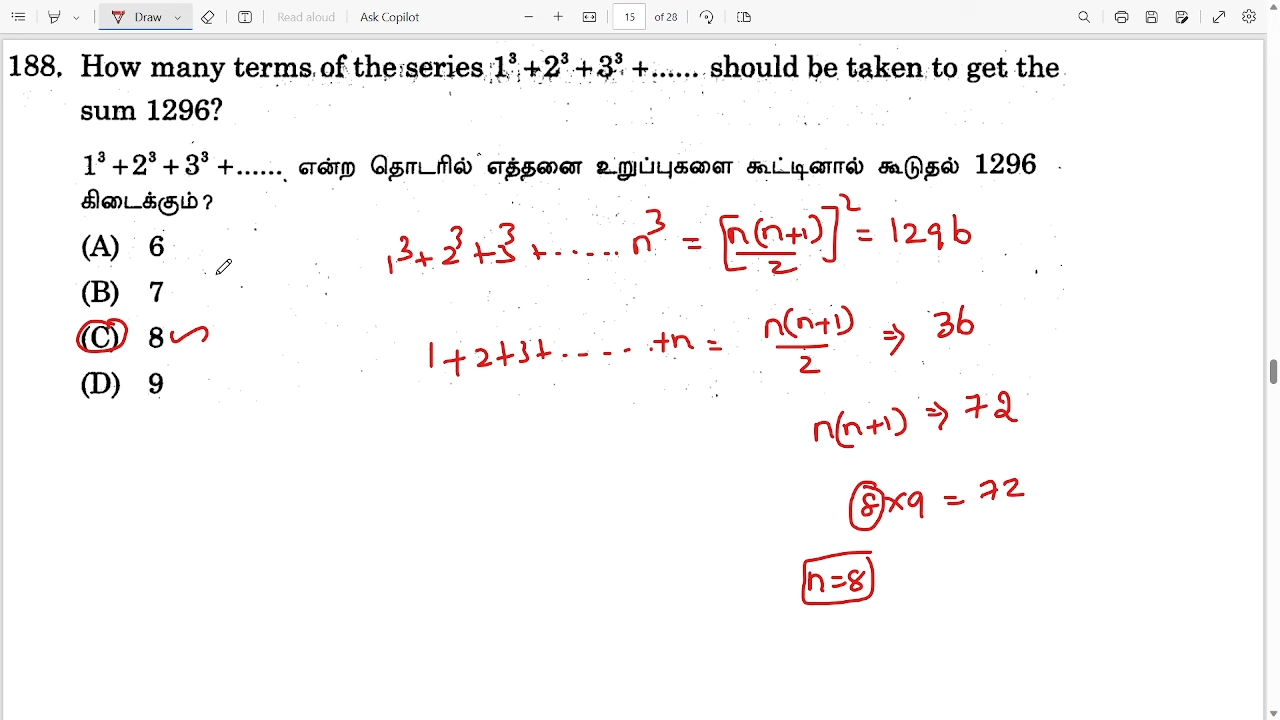 Draw Read aloud Ask Copilot 15 of 28
188. How many terms of the series 1³+2³+3³+...... should be taken to get the
sum 1296?
1³+2³+3³+...... என்ற தொடரில் எத்தனை உறுப்புகளை கூட்டினால் கூடுதல் 1296
கிடைக்கும்?
(A) 6
(B) 7
(C) 8
(D) 9
1³+2³+3³+......n³ = [n(n+1)/2]² = 1296
1+2+3+.......+n = n(n+1)/2 ⇒ 36
n(n+1) ⇒ 72
8×9 = 72
n=8